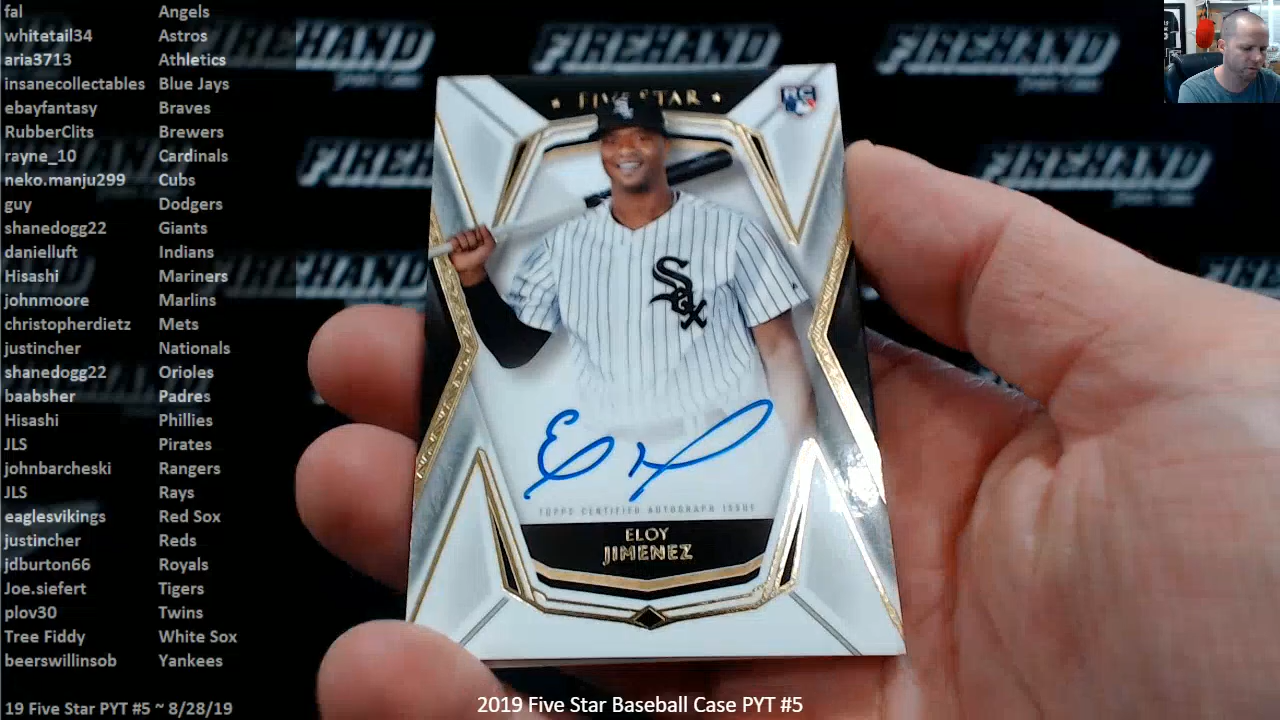 fal Angels
whitetail34 Astros
aria3713 Athletics
insanecollectables Blue Jays
ebayfantasy Braves
RubberClits Brewers
rayne_10 Cardinals
neko.manju299 Cubs
guy Dodgers
shanedogg22 Giants
danielluft Indians
Hisashi Mariners
johnmoore Marlins
christopherdietz Mets
justincher Nationals
shanedogg22 Orioles
baabsher Padres
Hisashi Phillies
JLS Pirates
johnbarcheski Rangers
JLS Rays
eaglesvikings Red Sox
justincher Reds
jdburton66 Royals
Joe.siefert Tigers
plov30 Twins
Tree Fiddy White Sox
beerswillinsob Yankees
19 Five Star PYT #5 ~ 8/28/19
FIREHAND FIREHAND FIREHAND
FIREHAND FIREHAND
FIVE STAR
RC
Sox
TOPPS CERTIFIED AUTOGRAPH ISSUE
ELOY
JIMENEZ
2019 Five Star Baseball Case PYT #5